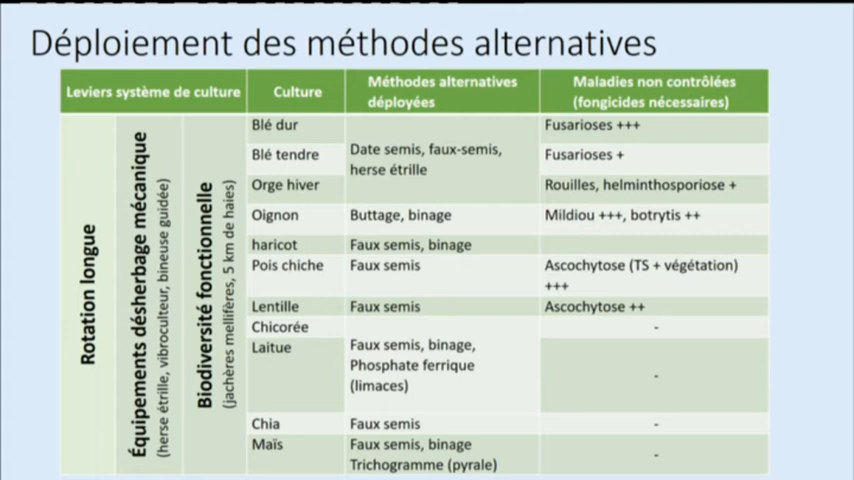 Déploiement des méthodes alternatives
Leviers système de culture
Culture
Méthodes alternatives
déployées
Maladies non contrôlées
(fongicides nécessaires)
Rotation longue
Équipements désherbage mécanique
(herse étrille, vibroculteur, bineuse guidée)
Biodiversité fonctionnelle
(jachères mellifères, 5 km de haies)
Blé dur
Fusarioses +++
Blé tendre
Date semis, faux-semis,
herse étrille
Fusarioses +
Orge hiver
Rouilles, helminthosporiose +
Oignon
Buttage, binage
Mildiou +++, botrytis ++
haricot
Faux semis, binage
Pois chiche
Faux semis
Ascochytose (TS + végétation)
+++
Lentille
Faux semis
Ascochytose ++
Chicorée
-
Laitue
Faux semis, binage,
Phosphate ferrique
(limaces)
-
Chia
Faux semis
-
Maïs
Faux semis, binage
Trichogramme (pyrale)
-